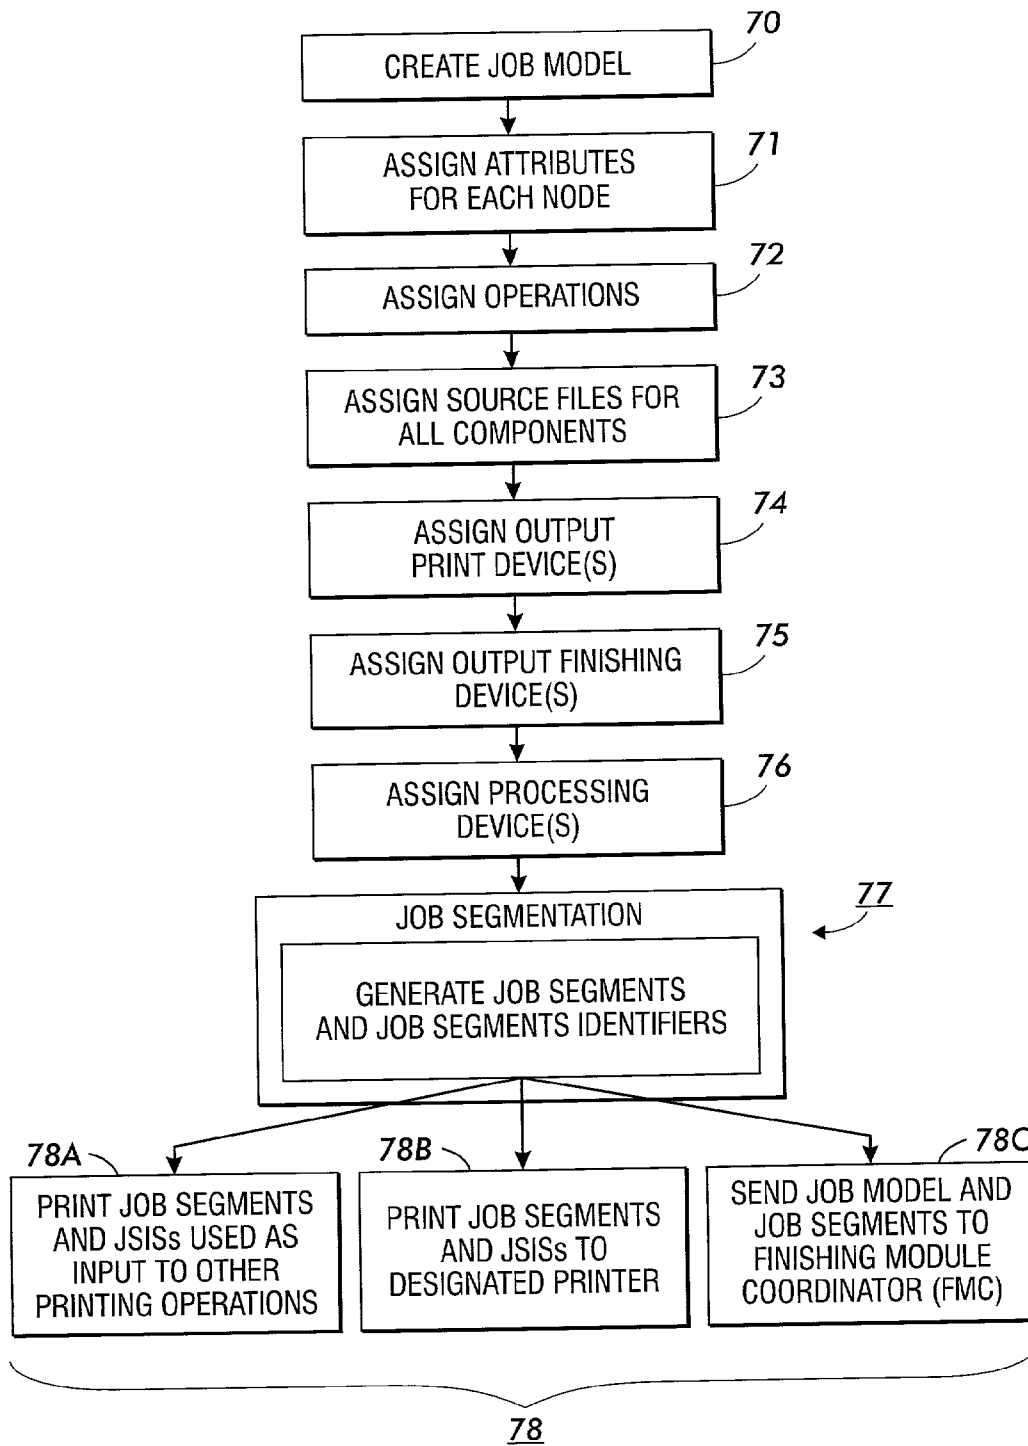 70
CREATE JOB MODEL
71
ASSIGN ATTRIBUTES
FOR EACH NODE
72
ASSIGN OPERATIONS
73
ASSIGN SOURCE FILES FOR
ALL COMPONENTS
74
ASSIGN OUTPUT
PRINT DEVICE(S)
75
ASSIGN OUTPUT FINISHING
DEVICE(S)
76
ASSIGN PROCESSING
DEVICE(S)
77
JOB SEGMENTATION
GENERATE JOB SEGMENTS
AND JOB SEGMENTS IDENTIFIERS
78A
PRINT JOB SEGMENTS
AND JSISs USED AS
INPUT TO OTHER
PRINTING OPERATIONS
78B
PRINT JOB SEGMENTS
AND JSISs TO
DESIGNATED PRINTER
78C
SEND JOB MODEL AND
JOB SEGMENTS TO
FINISHING MODULE
COORDINATOR (FMC)
78